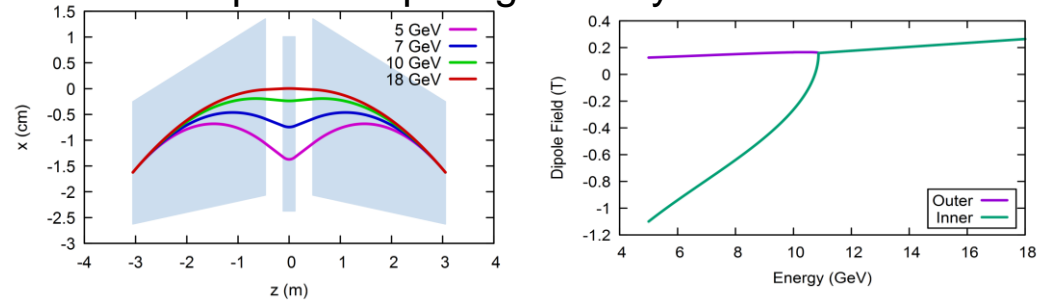 1.5
1
0.5
0
-0.5
-1
-1.5
-2
-2.5
-3
x (cm)
-4 -3 -2 -1 0 1 2 3 4
z (m)
5 GeV
7 GeV
10 GeV
18 GeV
0.4
0.2
0
-0.2
-0.4
-0.6
-0.8
-1
-1.2
Dipole Field (T)
4 6 8 10 12 14 16 18
Energy (GeV)
Outer
Inner